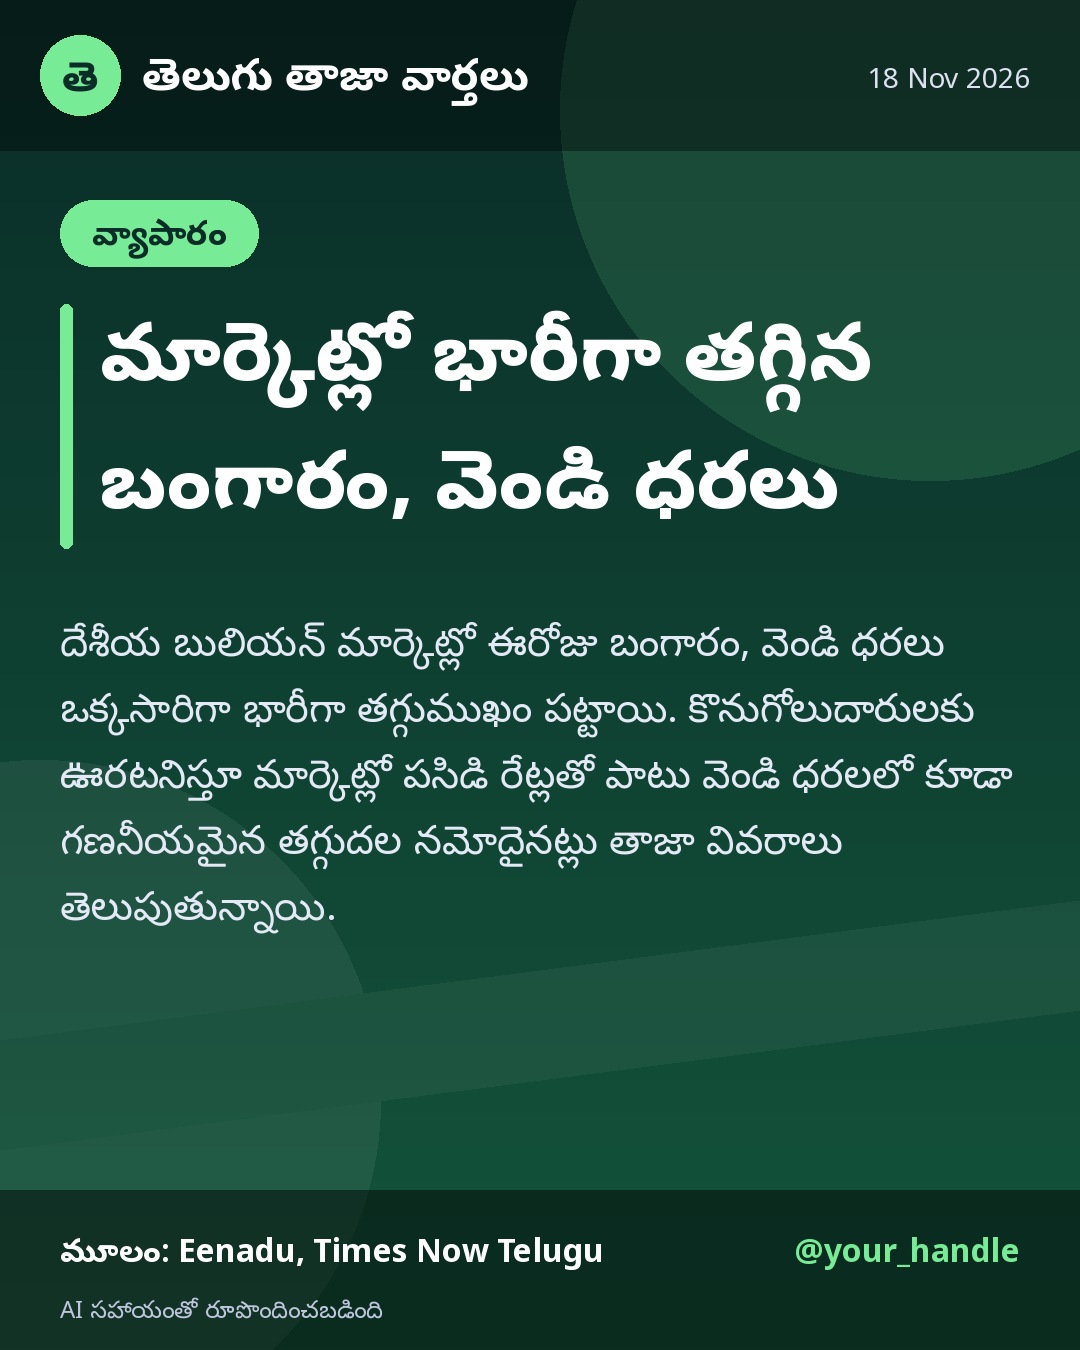 తె తెలుగు తాజా వార్తలు 18 Nov 2026
వ్యాపారం
మార్కెట్లో భారీగా తగ్గిన
బంగారం, వెండి ధరలు
దేశీయ బులియన్ మార్కెట్లో ఈరోజు బంగారం, వెండి ధరలు
ఒక్కసారిగా భారీగా తగ్గుముఖం పట్టాయి. కొనుగోలుదారులకు
ఊరటనిస్తూ మార్కెట్లో పసిడి రేట్లతో పాటు వెండి ధరలలో కూడా
గణనీయమైన తగ్గుదల నమోదైనట్లు తాజా వివరాలు
తెలుపుతున్నాయి.
మూలం: Eenadu, Times Now Telugu @your_handle
AI సహాయంతో రూపొందించబడింది